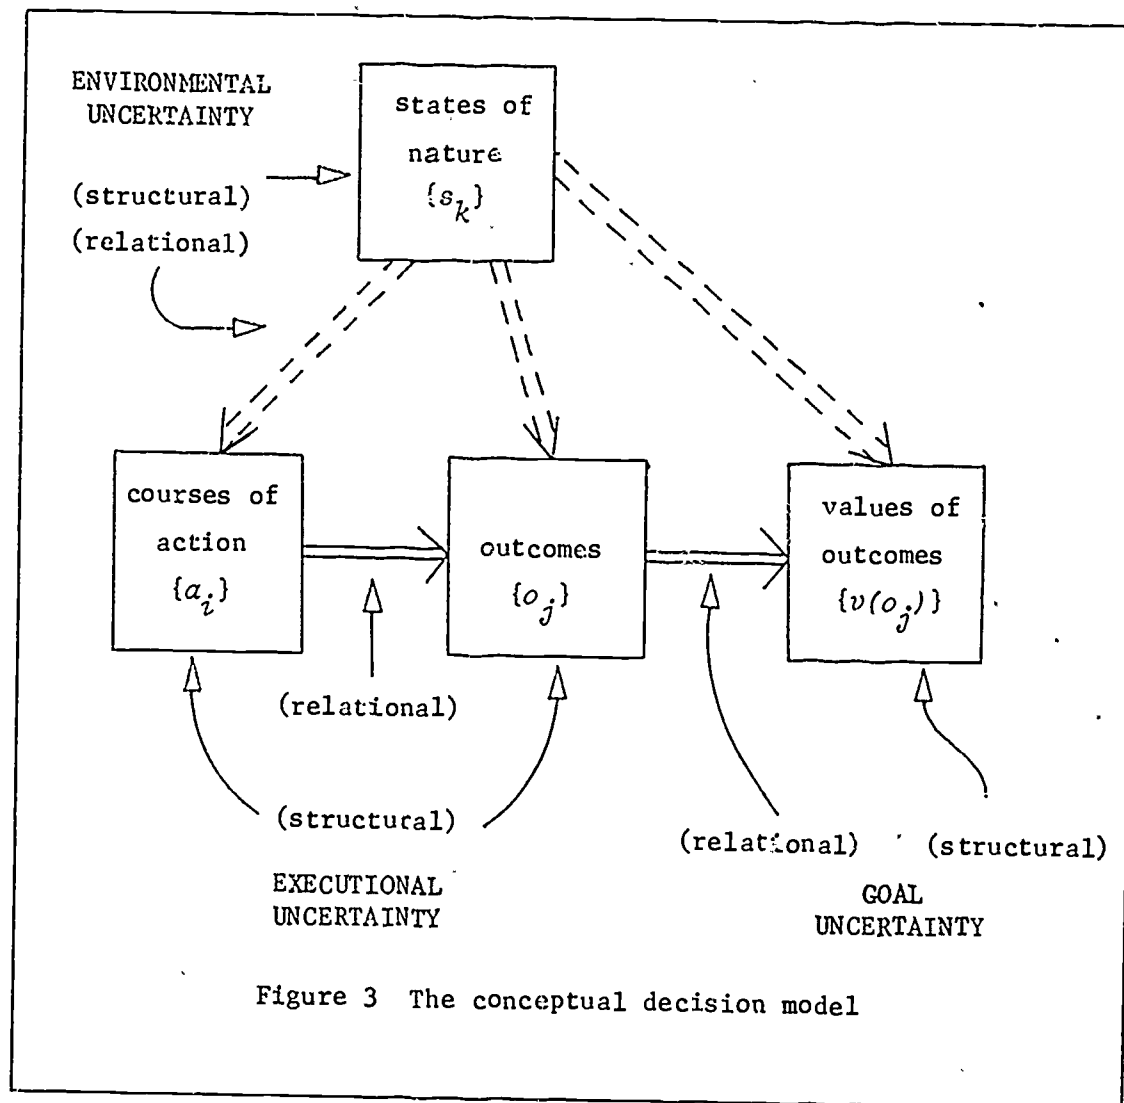 ENVIRONMENTAL
UNCERTAINTY
(structural)
(relational)
states of
nature
{s_k}
courses of
action
{a_i}
outcomes
{o_j}
values of
outcomes
{v(o_j)}
(relational)
(structural)
EXECUTIONAL
UNCERTAINTY
(relational) (structural)
GOAL
UNCERTAINTY
Figure 3 The conceptual decision model